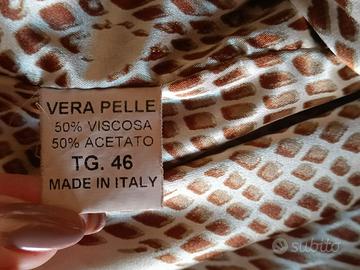 VERA PELLE
50% VISCOSA
50% ACETATO
TG. 46
MADE IN ITALY
subito